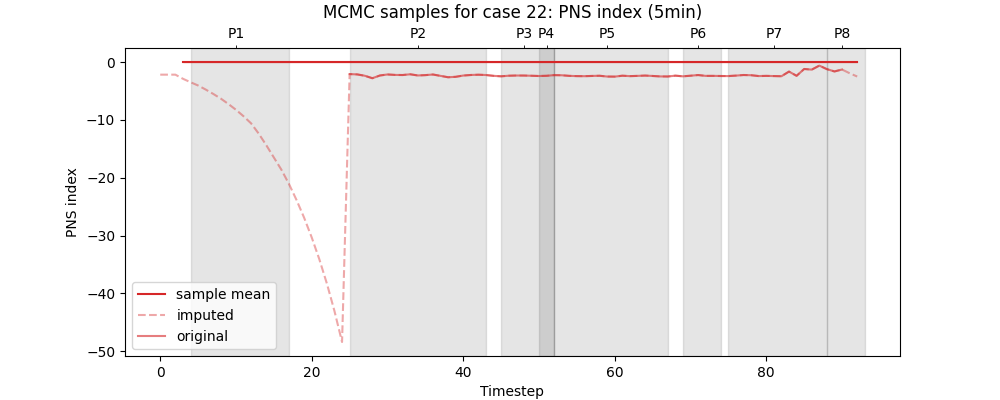 MCMC samples for case 22: PNS index (5min)
P1 P2 P3 P4 P5 P6 P7 P8
0
−10
−20
−30
−40
−50
PNS index
sample mean
imputed
original
0 20 40 60 80
Timestep